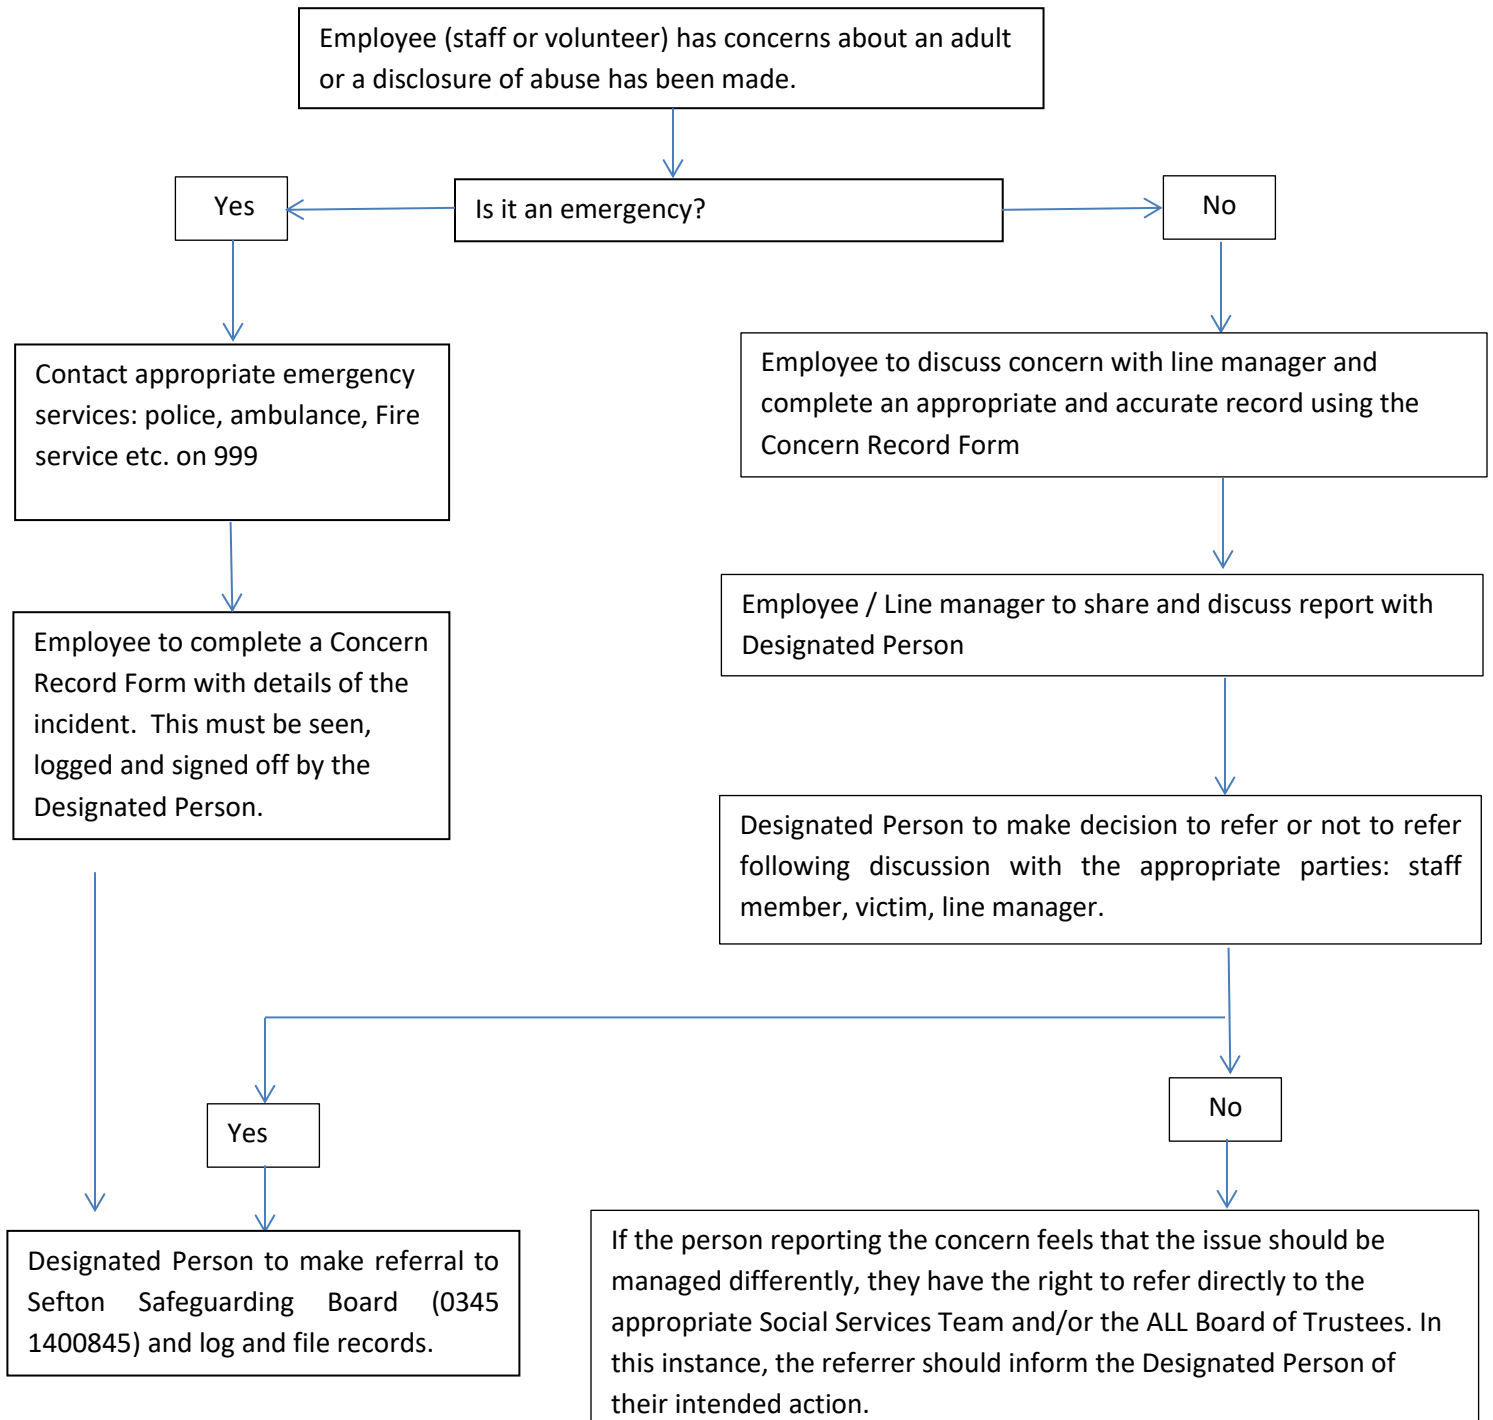 Employee (staff or volunteer) has concerns about an adult
or a disclosure of abuse has been made.
Yes
Is it an emergency?
No
Contact appropriate emergency
services: police, ambulance, Fire
service etc. on 999
Employee to discuss concern with line manager and
complete an appropriate and accurate record using the
Concern Record Form
Employee to complete a Concern
Record Form with details of the
incident.  This must be seen,
logged and signed off by the
Designated Person.
Employee / Line manager to share and discuss report with
Designated Person
Designated Person to make decision to refer or not to refer
following discussion with the appropriate parties: staff
member, victim, line manager.
Yes
No
Designated Person to make referral to
Sefton Safeguarding Board (0345
1400845) and log and file records.
If the person reporting the concern feels that the issue should be
managed differently, they have the right to refer directly to the
appropriate Social Services Team and/or the ALL Board of Trustees. In
this instance, the referrer should inform the Designated Person of
their intended action.